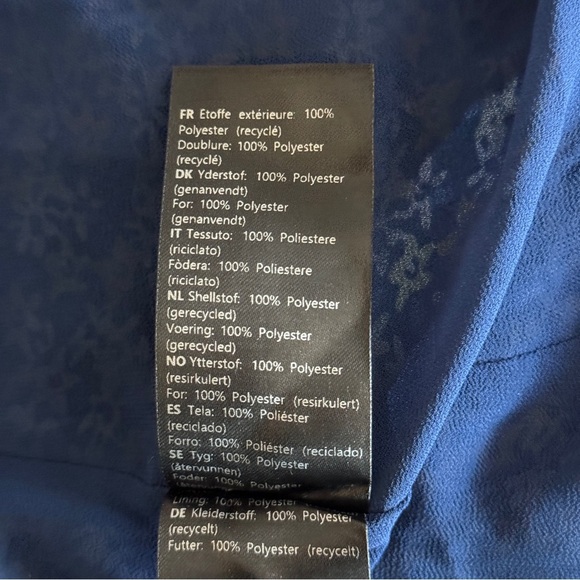 FR Etoffe extérieure: 100%
Polyester (recyclé)
Doublure: 100% Polyester
(recyclé)
DK Yderstof: 100% Polyester
(genanvendt)
For: 100% Polyester
(genanvendt)
IT Tessuto: 100% Poliestere
(riciclato)
Fòdera: 100% Poliestere
(riciclato)
NL Shellstof: 100% Polyester
(gerecycled)
Voering: 100% Polyester
(gerecycled)
NO Ytterstof: 100% Polyester
(resirkulert)
For: 100% Polyester (resirkulert)
ES Tela: 100% Poliéster
(reciclado)
Forro: 100% Poliéster (reciclado)
SE Tyg: 100% Polyester
(återvunnen)
Foder: 100% Polyester
Lining: 100% Polyester
DE Kleiderstoff: 100% Polyester
(recycelt)
Futter: 100% Polyester (recycelt)